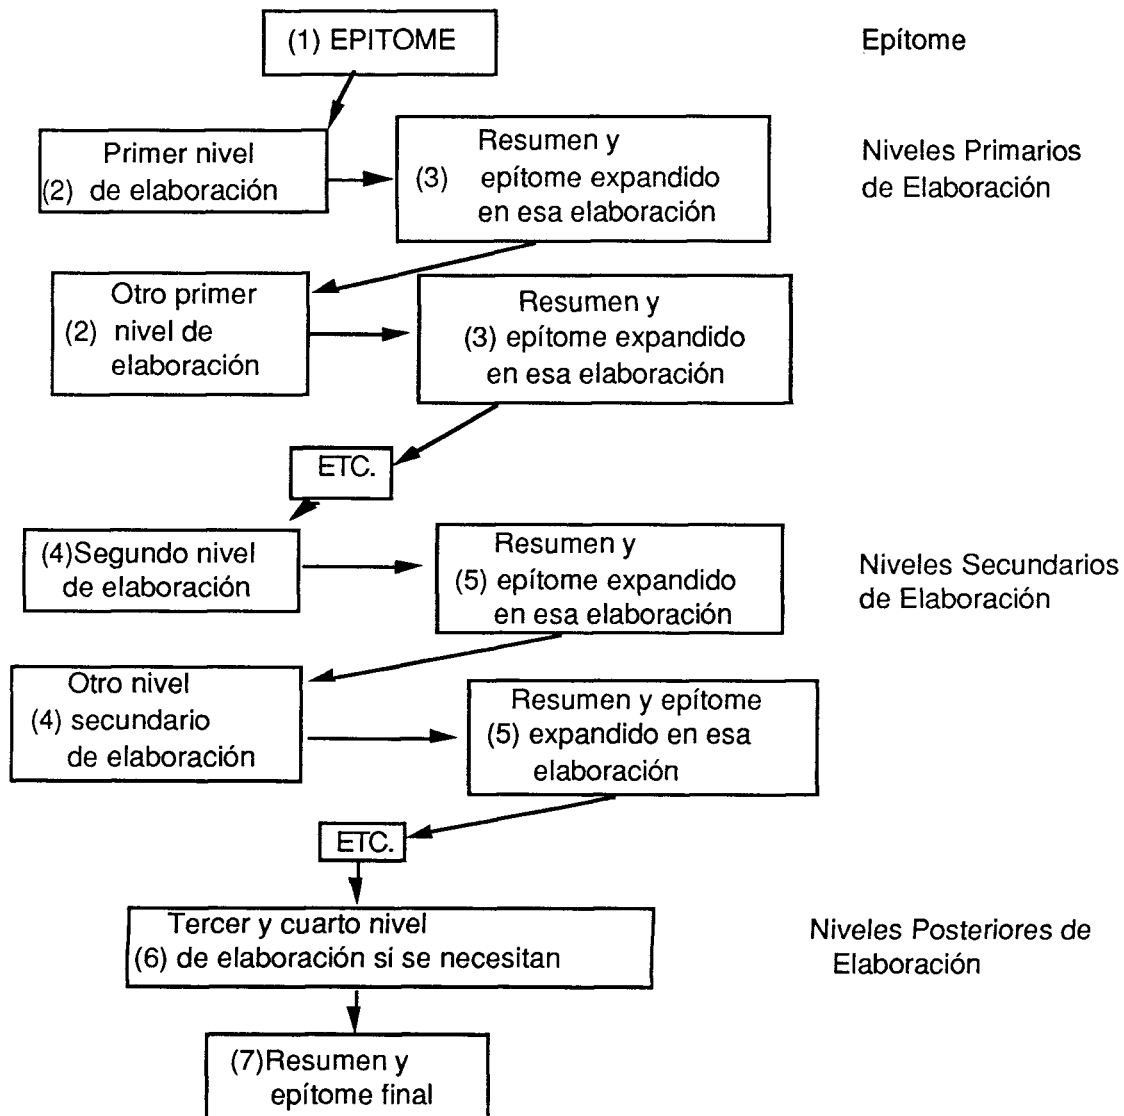 (1) EPITOME
Epítome
Primer nivel
(2) de elaboración
Resumen y
(3) epítome expandido
en esa elaboración
Niveles Primarios
de Elaboración
Otro primer
(2) nivel de
elaboración
Resumen y
(3) epítome expandido
en esa elaboración
ETC.
(4)Segundo nivel
de elaboración
Resumen y
(5) epítome expandido
en esa elaboración
Niveles Secundarios
de Elaboración
Otro nivel
(4) secundario
de elaboración
Resumen y epítome
(5) expandido en esa
elaboración
ETC.
Tercer y cuarto nivel
(6) de elaboración sí se necesitan
Niveles Posteriores de
Elaboración
(7)Resumen y
epítome final